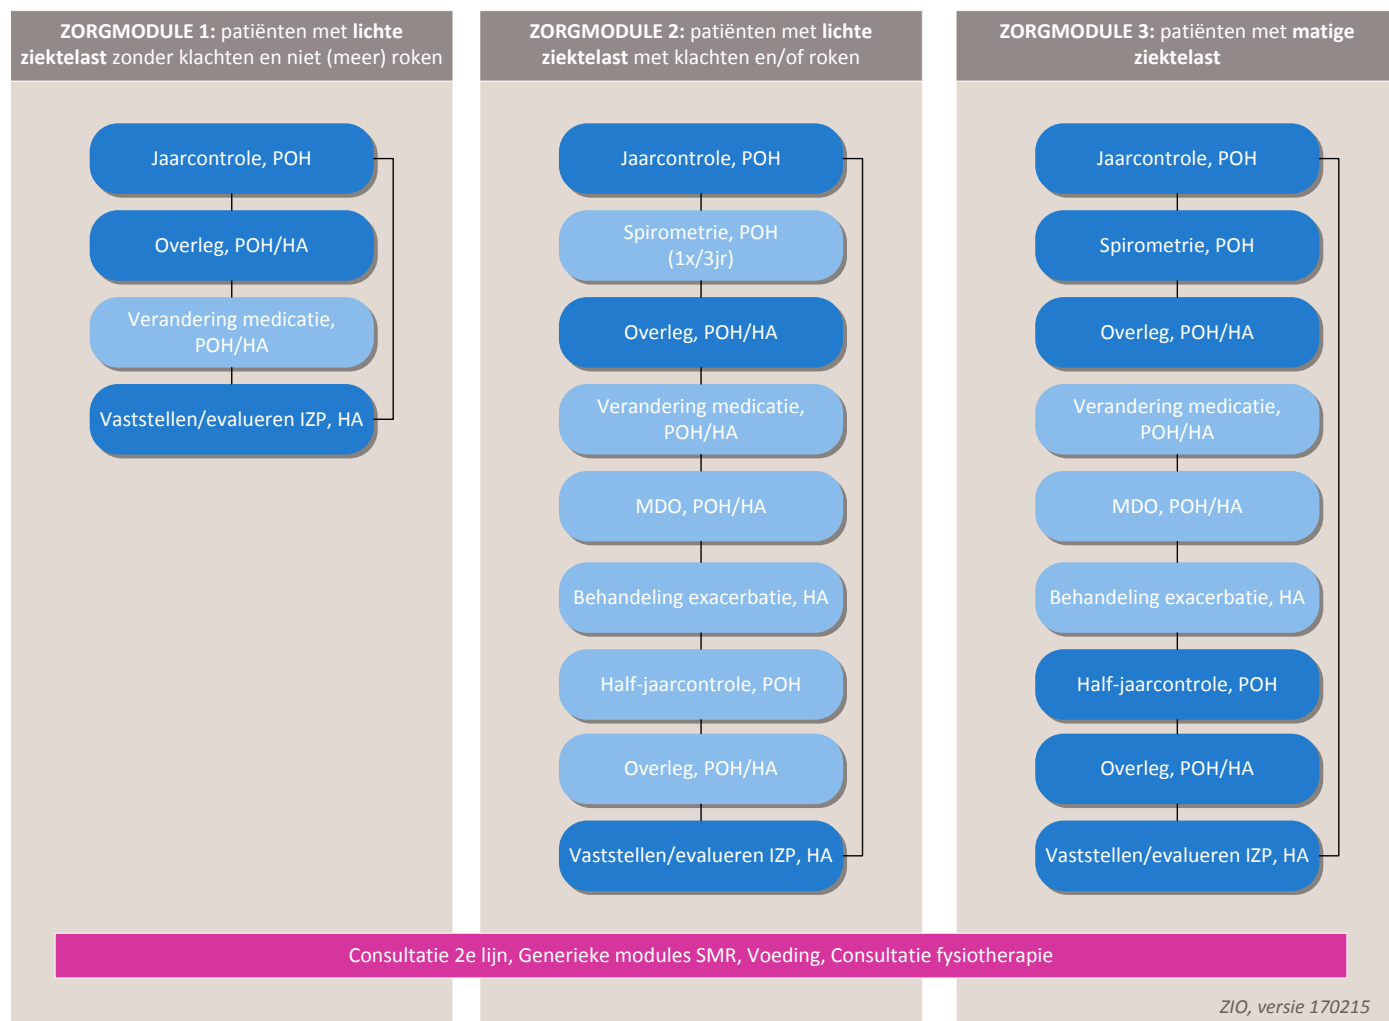 ZORGMODULE 1: patiënten met lichte
ziektelast zonder klachten en niet (meer) roken
Jaarcontrole, POH
Overleg, POH/HA
Verandering medicatie,
POH/HA
Vaststellen/evalueren IZP, HA
ZORGMODULE 2: patiënten met lichte
ziektelast met klachten en/of roken
Jaarcontrole, POH
Spirometrie, POH
(1x/3jr)
Overleg, POH/HA
Verandering medicatie,
POH/HA
MDO, POH/HA
Behandeling exacerbatie, HA
Half-jaarcontrole, POH
Overleg, POH/HA
Vaststellen/evalueren IZP, HA
ZORGMODULE 3: patiënten met matige
ziektelast
Jaarcontrole, POH
Spirometrie, POH
Overleg, POH/HA
Verandering medicatie,
POH/HA
MDO, POH/HA
Behandeling exacerbatie, HA
Half-jaarcontrole, POH
Overleg, POH/HA
Vaststellen/evalueren IZP, HA
Consultatie 2e lijn, Generieke modules SMR, Voeding, Consultatie fysiotherapie
ZIO, versie 170215